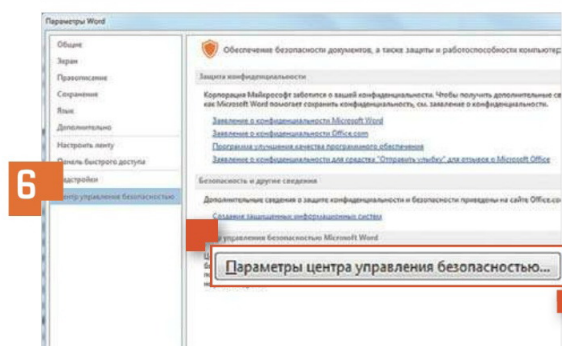 Параметры Word
Общие
Экран
Правописание
Сохранение
Язык
Дополнительно
Настроить ленту
Панель быстрого доступа
Надстройки
Центр управления безопасностью
6
Обеспечение безопасности документов, а также защиты и работоспособности компьютер
Защита конфиденциальности
Корпорация Майкрософт заботится о вашей конфиденциальности. Чтобы получить дополнительные св
как Microsoft Word помогает сохранить конфиденциальность, см. заявление о конфиденциальности.
Заявление о конфиденциальности Microsoft Word
Заявление о конфиденциальности Office.com
Программа улучшения качества программного обеспечения
Заявление о конфиденциальности для средства "Отправить улыбку" для отзывов о Microsoft Office
Безопасность и другие сведения
Дополнительные сведения о защите конфиденциальности и безопасности приведены на сайте Office.co
Создание защищенных информационных систем
управления безопасностью Microsoft Word
Параметры центра управления безопасностью...